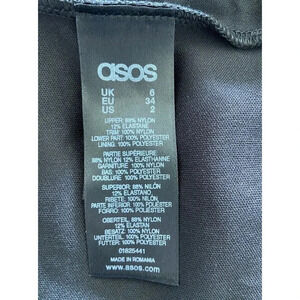 asos
UK 6
EU 34
US 2
UPPER: 88% NYLON
12% ELASTANE
TRIM: 100% NYLON
LOWER PART: 100% POLYESTER
LINING: 100% POLYESTER
PARTIE SUPÉRIEURE:
88% NYLON 12% ELASTHANNE
GARNITURE: 100% NYLON
BAS: 100% POLYESTER
DOUBLURE: 100% POLYESTER
SUPERIOR: 88% NILÓN
12% ELASTANO
RIBETE: 100% NILÓN
PARTE INFERIOR: 100% POLIÉSTER
FORRO: 100% POLIÉSTER
OBERTEIL: 88% NYLON
12% ELASTAN
BESATZ: 100% NYLON
UNTERTEIL: 100% POLYESTER
FUTTER: 100% POLYESTER
01625441
MADE IN ROMANIA
www.asos.com